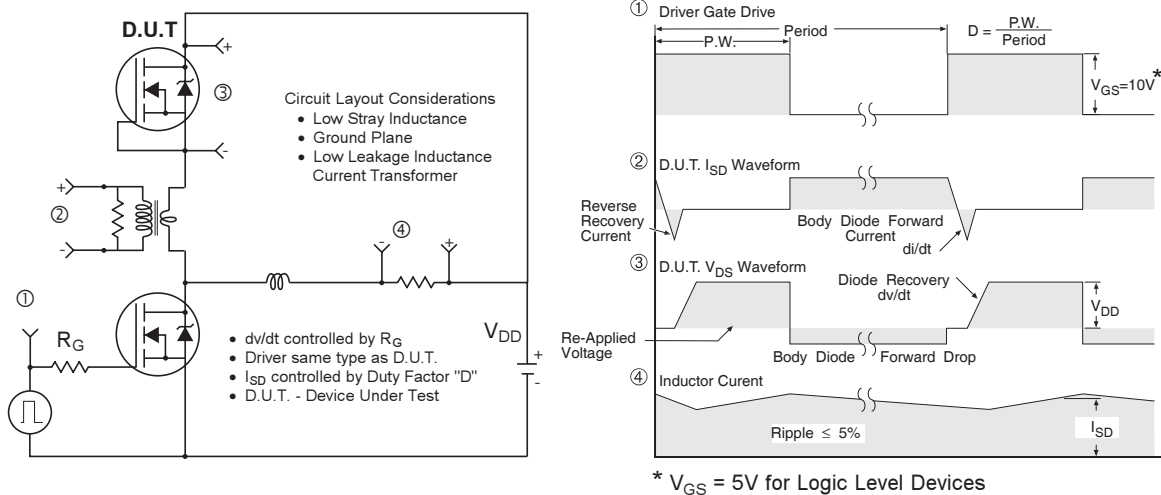 D.U.T
+
③
-
Circuit Layout Considerations
• Low Stray Inductance
• Ground Plane
• Low Leakage Inductance
Current Transformer
+
②
-
④
-
+
①
R_G
• dv/dt controlled by R_G
• Driver same type as D.U.T.
• I_SD controlled by Duty Factor "D"
• D.U.T. - Device Under Test
V_DD
+
-
① Driver Gate Drive
P.W.
Period
D = P.W. / Period
V_GS=10V *
② D.U.T. I_SD Waveform
Reverse
Recovery
Current
Body Diode Forward
Current
di/dt
③ D.U.T. V_DS Waveform
Diode Recovery
dv/dt
V_DD
Re-Applied
Voltage
Body Diode Forward Drop
④ Inductor Curent
Ripple ≤ 5%
I_SD
* V_GS = 5V for Logic Level Devices